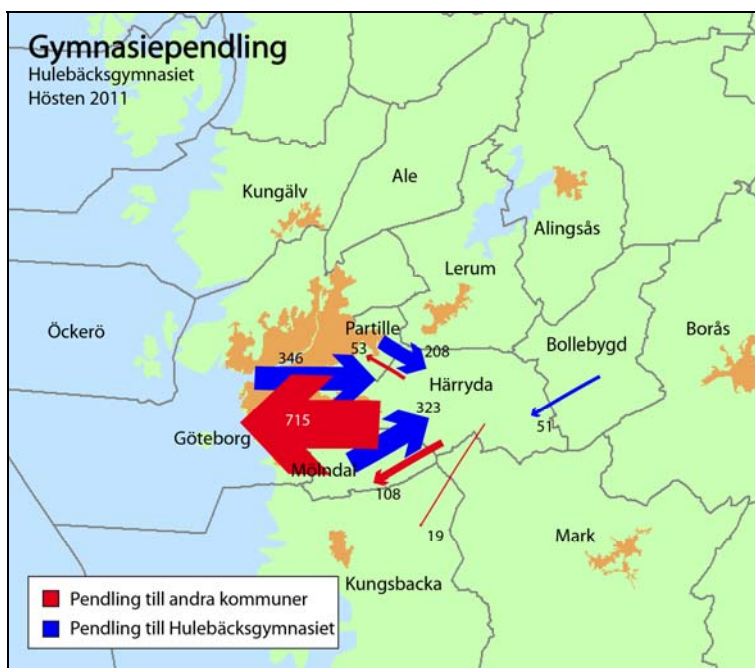 Gymnasiependling
Hulebäcksgymnasiet
Hösten 2011
Ale
Kungälv
Alingsås
Lerum
Öckerö
Partille
Bollebygd
Borås
53
208
346
Härryda
323
715
51
Göteborg
Mölndal
108
19
Mark
Kungsbacka
Pendling till andra kommuner
Pendling till Hulebäcksgymnasiet